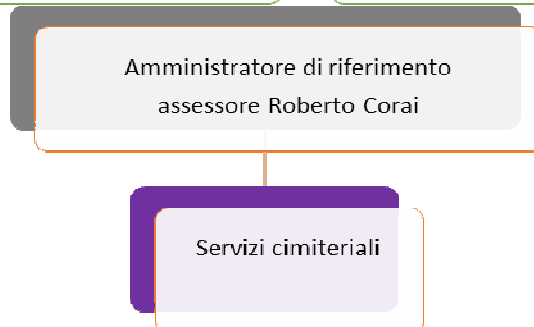 Amministratore di riferimento
assessore Roberto Corai
Servizi cimiteriali